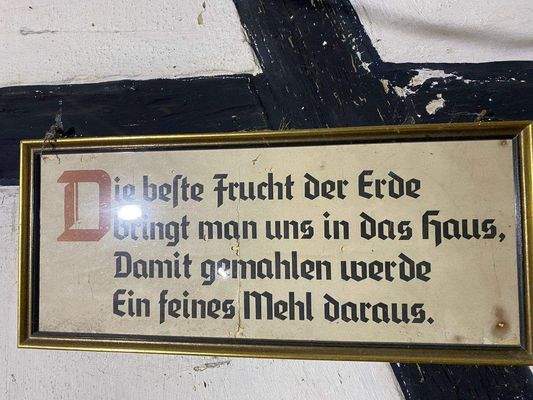 Die beſte Frucht der Erde
bringt man uns in das Haus,
Damit gemahlen werde
Ein feines Mehl daraus.